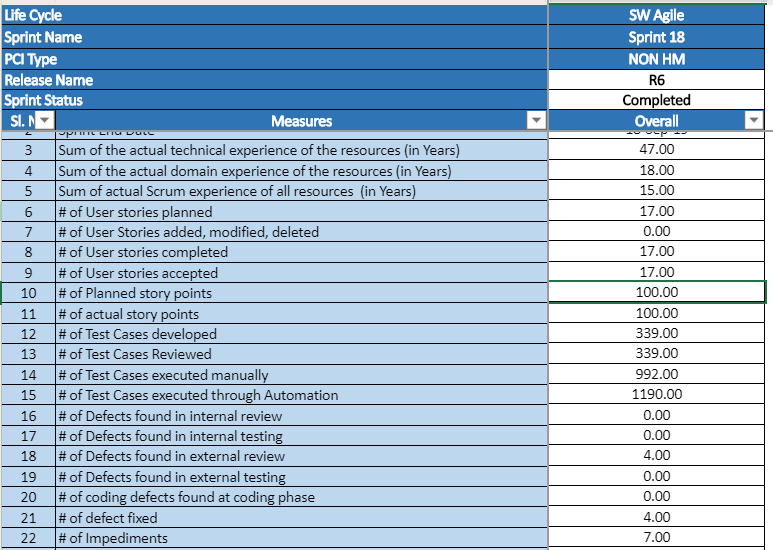 Life Cycle SW Agile
Sprint Name Sprint 18
PCI Type NON HM
Release Name R6
Sprint Status Completed
Sl. N Measures Overall
2 Sprint End Date
3 Sum of the actual technical experience of the resources (in Years) 47.00
4 Sum of the actual domain experience of the resources (in Years) 18.00
5 Sum of actual Scrum experience of all resources (in Years) 15.00
6 # of User stories planned 17.00
7 # of User Stories added, modified, deleted 0.00
8 # of User stories completed 17.00
9 # of User stories accepted 17.00
10 # of Planned story points 100.00
11 # of actual story points 100.00
12 # of Test Cases developed 339.00
13 # of Test Cases Reviewed 339.00
14 # of Test Cases executed manually 992.00
15 # of Test Cases executed through Automation 1190.00
16 # of Defects found in internal review 0.00
17 # of Defects found in internal testing 0.00
18 # of Defects found in external review 4.00
19 # of Defects found in external testing 0.00
20 # of coding defects found at coding phase 0.00
21 # of defect fixed 4.00
22 # of Impediments 7.00